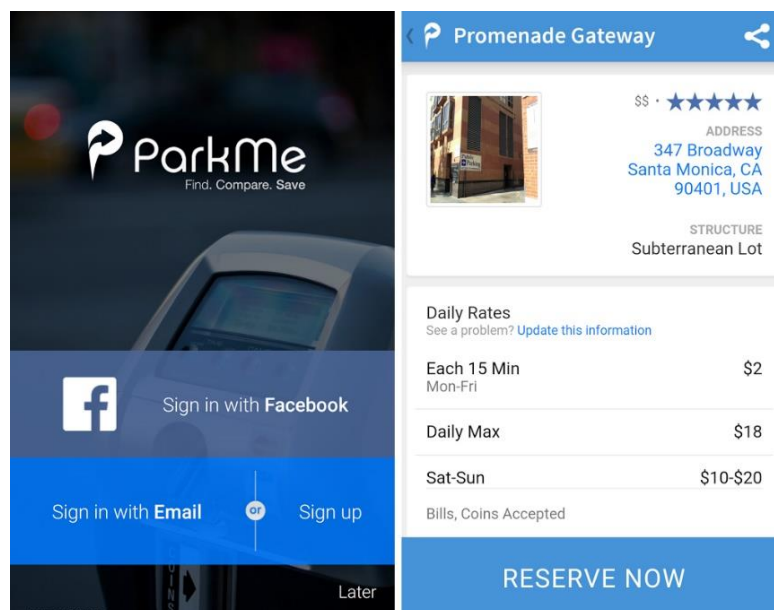 ParkMe
Find. Compare. Save
Sign in with Facebook
Sign in with Email
or
Sign up
Later
COINS
Promenade Gateway
$$ ·
ADDRESS
347 Broadway
Santa Monica, CA
90401, USA
STRUCTURE
Subterranean Lot
Daily Rates
See a problem? Update this information
Each 15 Min $2
Mon-Fri
Daily Max $18
Sat-Sun $10-$20
Bills, Coins Accepted
RESERVE NOW